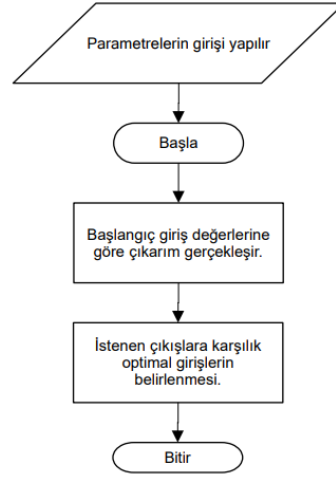 Parametrelerin girişi yapılır
Başla
Başlangıç giriş değerlerine
göre çıkarım gerçekleşir.
İstenen çıkışlara karşılık
optimal girişlerin
belirlenmesi.
Bitir